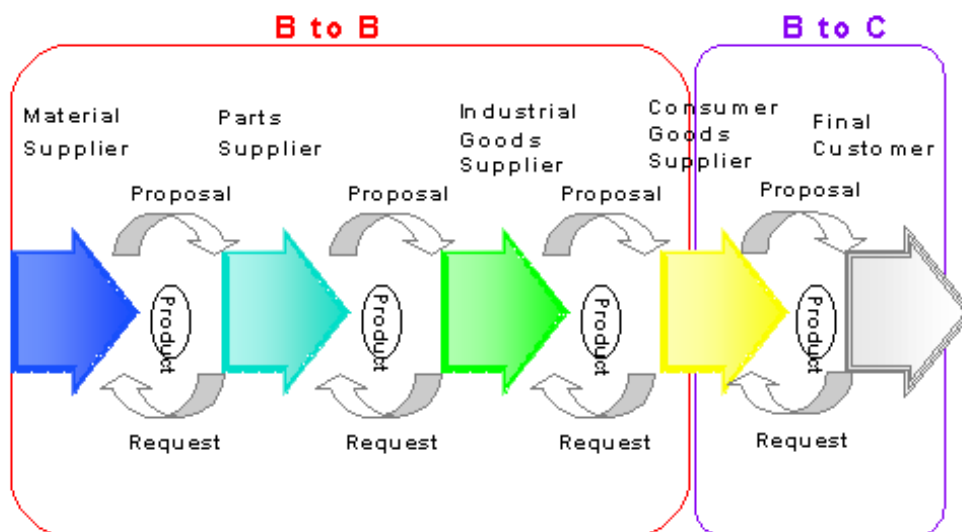 B to B
B to C
Material
Supplier
Parts
Supplier
Industrial
Goods
Supplier
Consumer
Goods
Supplier
Final
Customer
Proposal
Proposal
Proposal
Proposal
Product
Product
Product
Product
Request
Request
Request
Request